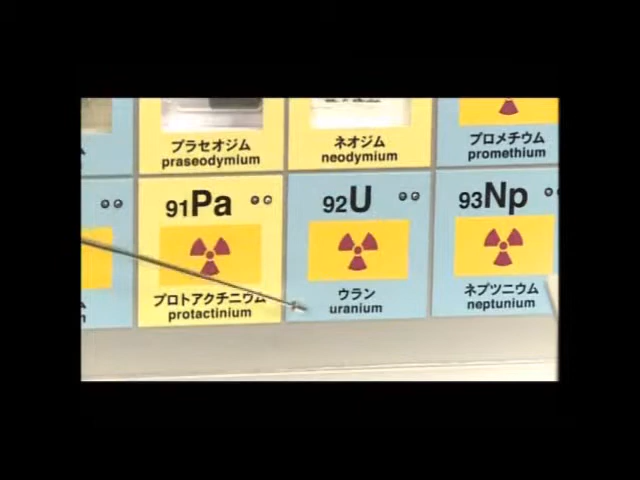 プラセオジム
praseodymium
ネオジム
neodymium
プロメチウム
promethium
91Pa
プロトアクチニウム
protactinium
92U
ウラン
uranium
93Np
ネプツニウム
neptunium